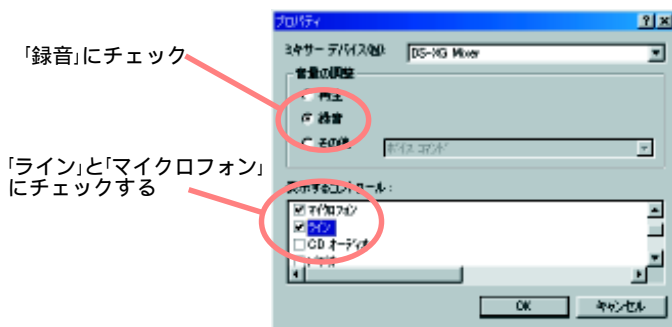 プロパティ
ミキサー デバイス(M):
DS-XG Mixer
「録音」にチェック
音量の調整
再生
録音
その他
ボイス コマンド
「ライン」と「マイクロフォン」
にチェックする
表示するコントロール:
マイクロフォン
ライン
CD オーディオ
OK
キャンセル